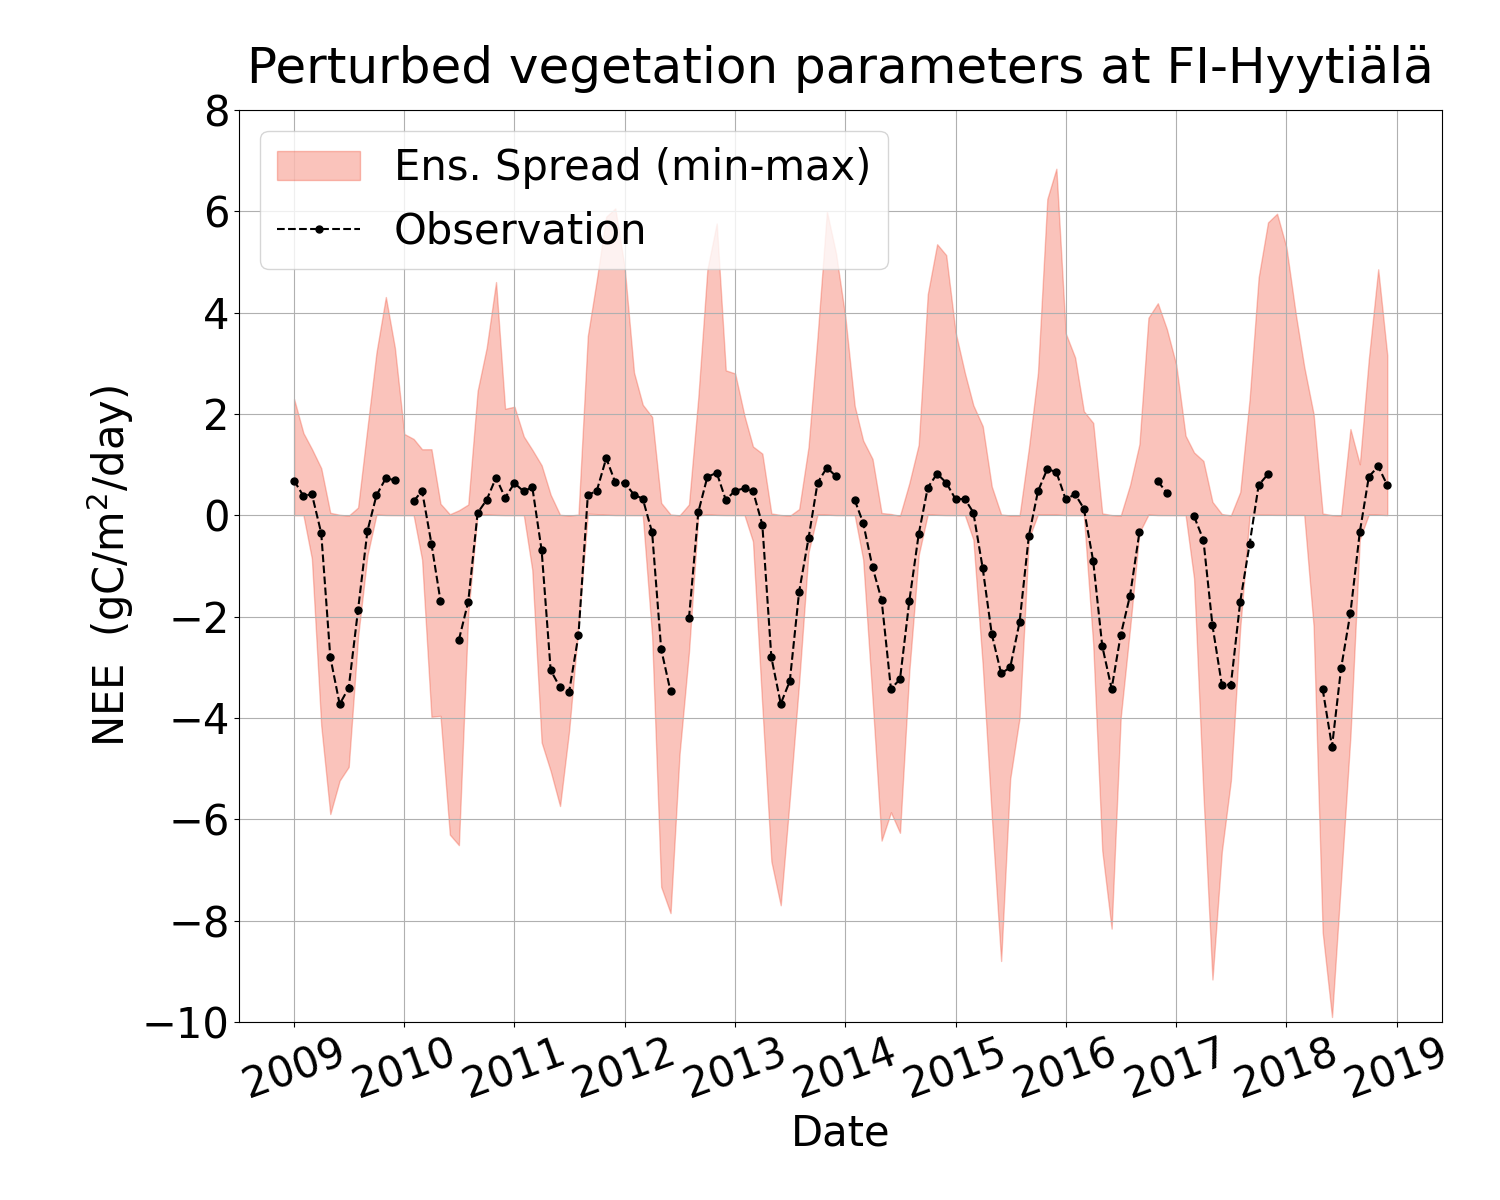 Perturbed vegetation parameters at FI-Hyytiälä
Ens. Spread (min-max)
Observation
NEE (gC/m²/day)
8
6
4
2
0
−2
−4
−6
−8
−10
2009 2010 2011 2012 2013 2014 2015 2016 2017 2018 2019
Date